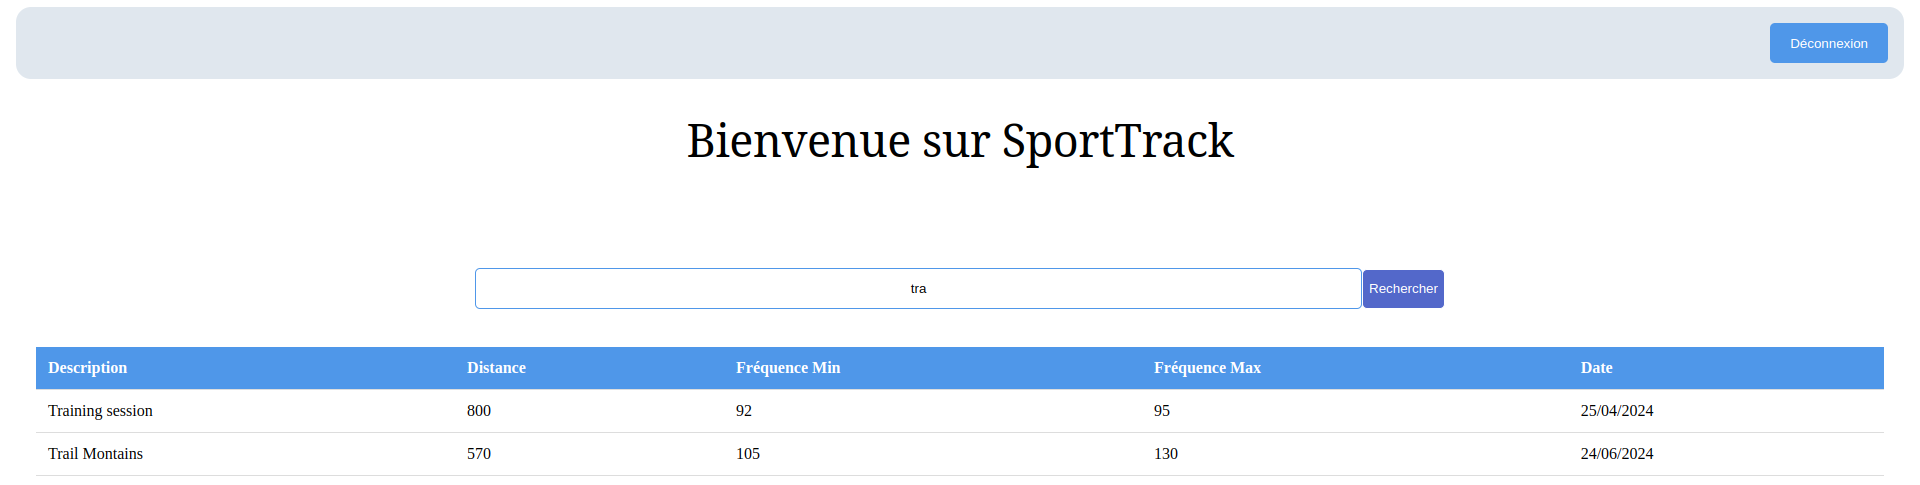 Déconnexion
Bienvenue sur SportTrack
tra Rechercher
Description Distance Fréquence Min Fréquence Max Date
Training session 800 92 95 25/04/2024
Trail Montains 570 105 130 24/06/2024